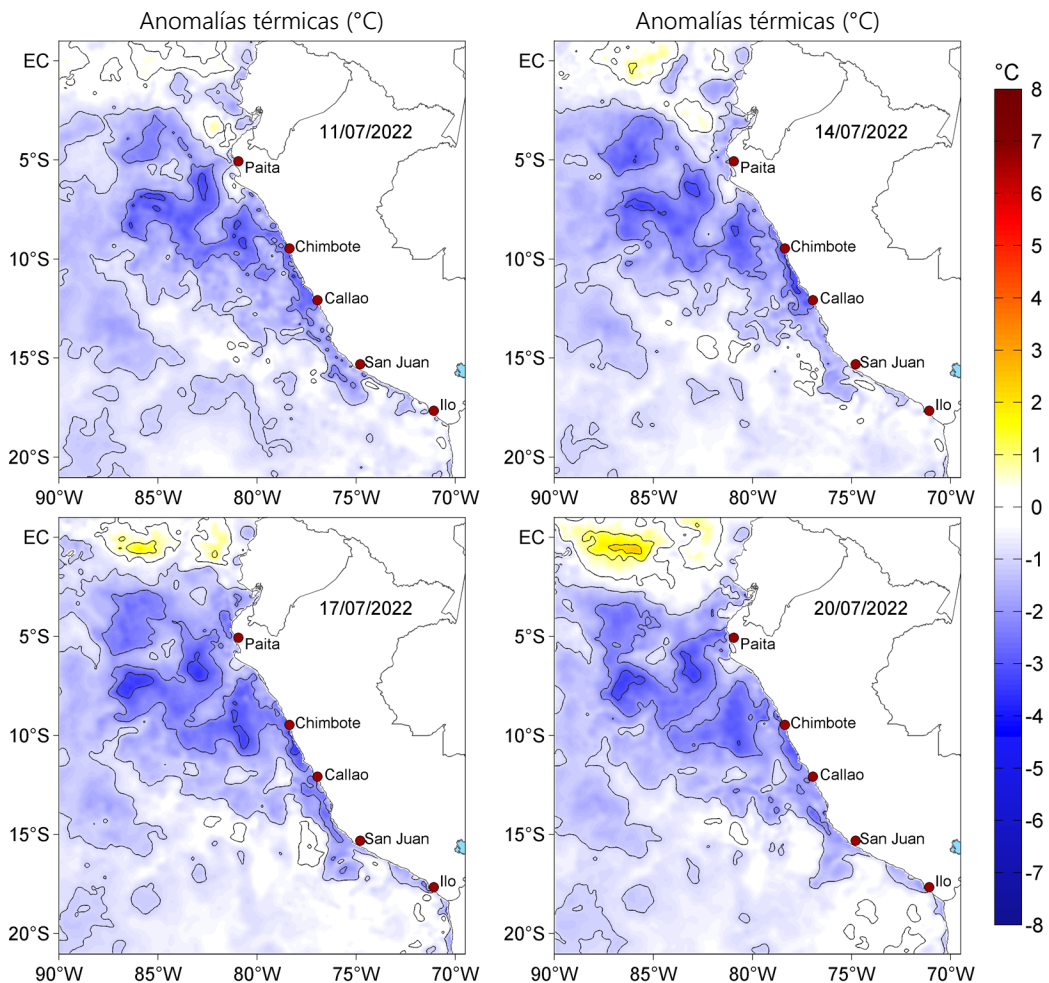 Anomalías térmicas (°C)
Anomalías térmicas (°C)
EC
5°S
10°S
15°S
20°S
90°W
85°W
80°W
75°W
70°W
11/07/2022
Paita
Chimbote
Callao
San Juan
Ilo
EC
5°S
10°S
15°S
20°S
90°W
85°W
80°W
75°W
70°W
14/07/2022
Paita
Chimbote
Callao
San Juan
Ilo
°C
8
7
6
5
4
3
2
1
0
-1
-2
-3
-4
-5
-6
-7
-8
EC
5°S
10°S
15°S
20°S
90°W
85°W
80°W
75°W
70°W
17/07/2022
Paita
Chimbote
Callao
San Juan
Ilo
EC
5°S
10°S
15°S
20°S
90°W
85°W
80°W
75°W
70°W
20/07/2022
Paita
Chimbote
Callao
San Juan
Ilo